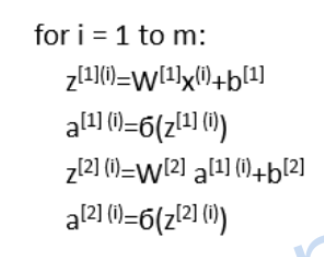 for i = 1 to m:
z[1](i)=W[1]x(i)+b[1]
a[1] (i)=б(z[1] (i))
z[2] (i)=W[2] a[1] (i)+b[2]
a[2] (i)=б(z[2] (i))